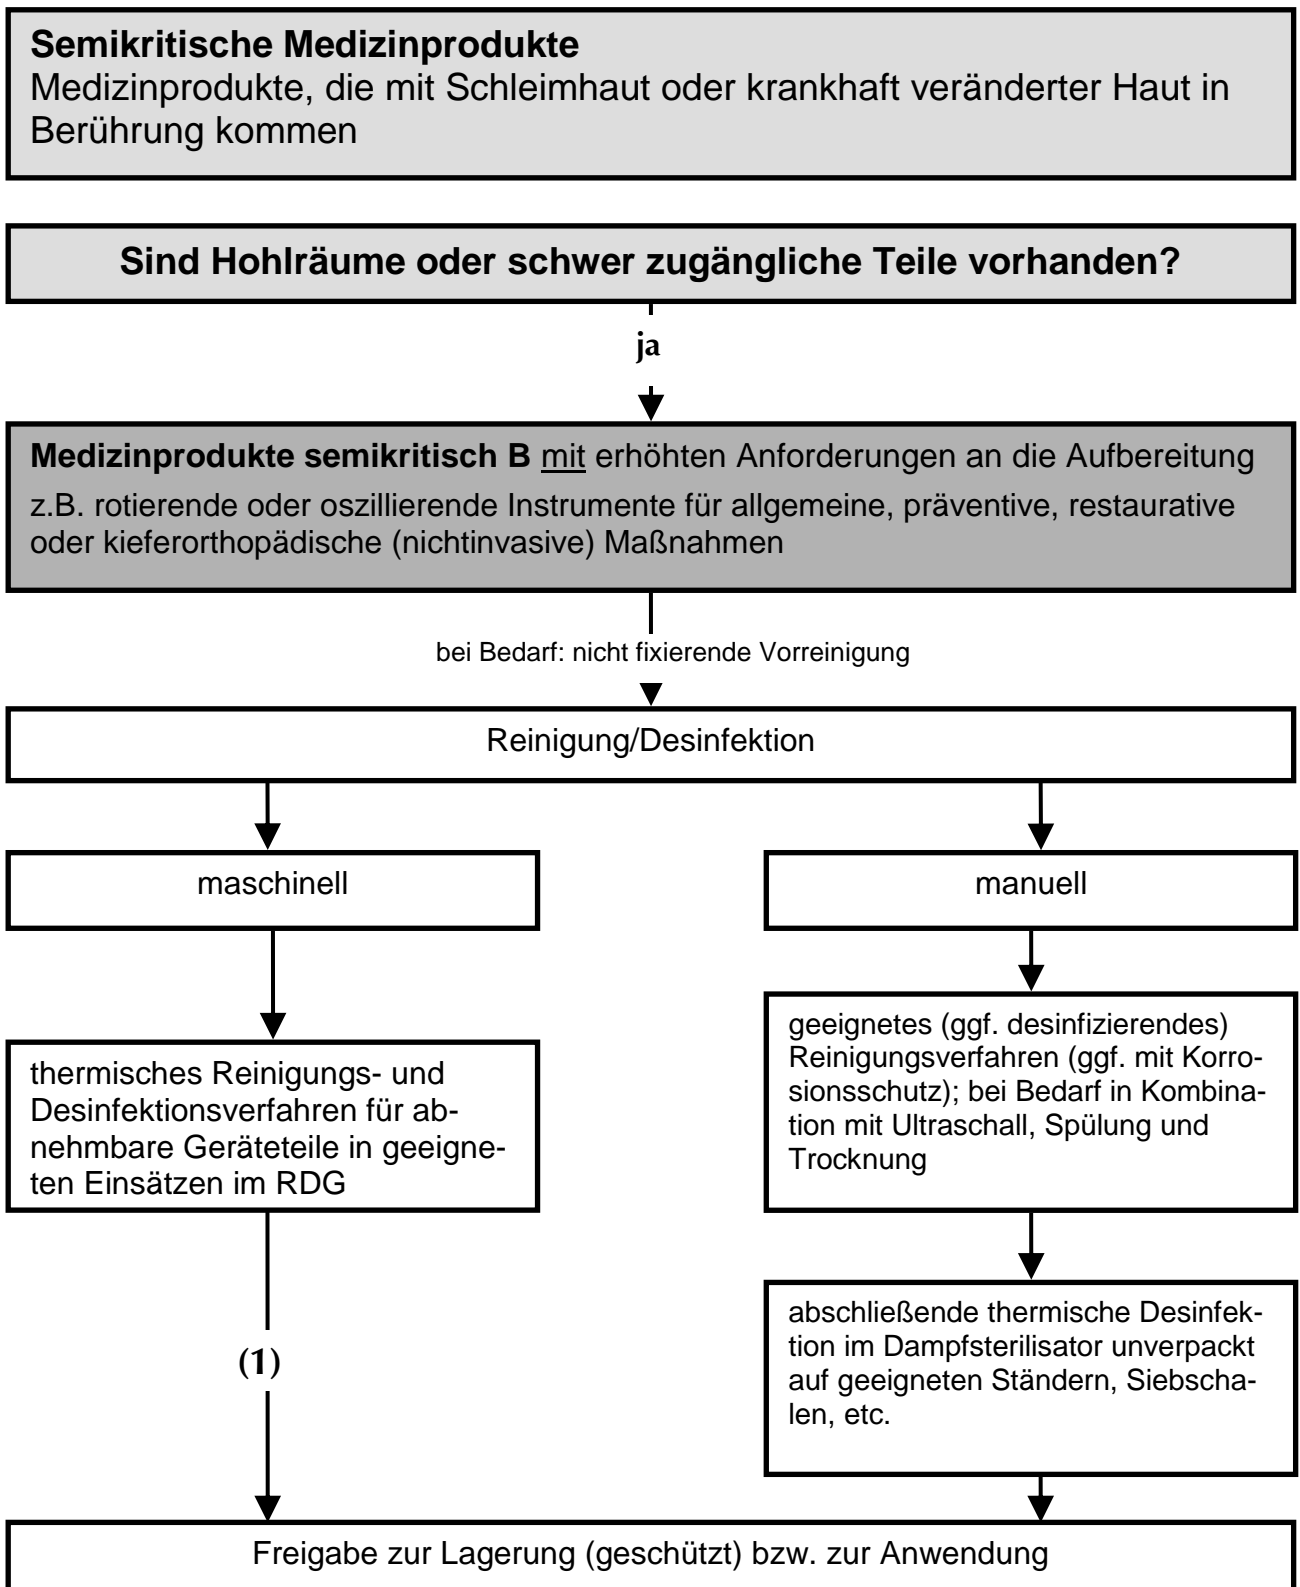 Semikritische Medizinprodukte
Medizinprodukte, die mit Schleimhaut oder krankhaft veränderter Haut in
Berührung kommen
Sind Hohlräume oder schwer zugängliche Teile vorhanden?
ja
Medizinprodukte semikritisch B mit erhöhten Anforderungen an die Aufbereitung
z.B. rotierende oder oszillierende Instrumente für allgemeine, präventive, restaurative
oder kieferorthopädische (nichtinvasive) Maßnahmen
bei Bedarf: nicht fixierende Vorreinigung
Reinigung/Desinfektion
maschinell
thermisches Reinigungs- und
Desinfektionsverfahren für ab-
nehmbare Geräteteile in geeigne-
ten Einsätzen im RDG
(1)
manuell
geeignetes (ggf. desinfizierendes)
Reinigungsverfahren (ggf. mit Korro-
sionsschutz); bei Bedarf in Kombina-
tion mit Ultraschall, Spülung und
Trocknung
abschließende thermische Desinfek-
tion im Dampfsterilisator unverpackt
auf geeigneten Ständern, Siebscha-
len, etc.
Freigabe zur Lagerung (geschützt) bzw. zur Anwendung